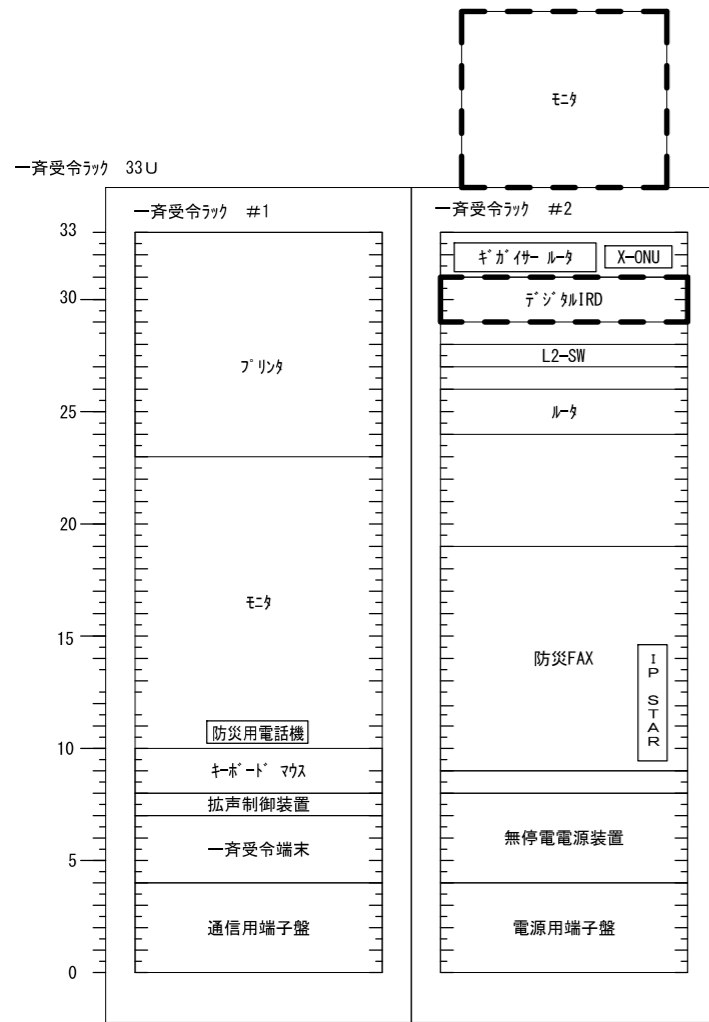 モニタ
一斉受令ラック 33U
一斉受令ラック #1
一斉受令ラック #2
33
30
25
20
15
10
5
0
プリンタ
モニタ
防災用電話機
キーボード マウス
拡声制御装置
一斉受令端末
通信用端子盤
ギガイサー ルータ
X-ONU
デジタルIRD
L2-SW
ルータ
防災FAX
IP STAR
無停電電源装置
電源用端子盤